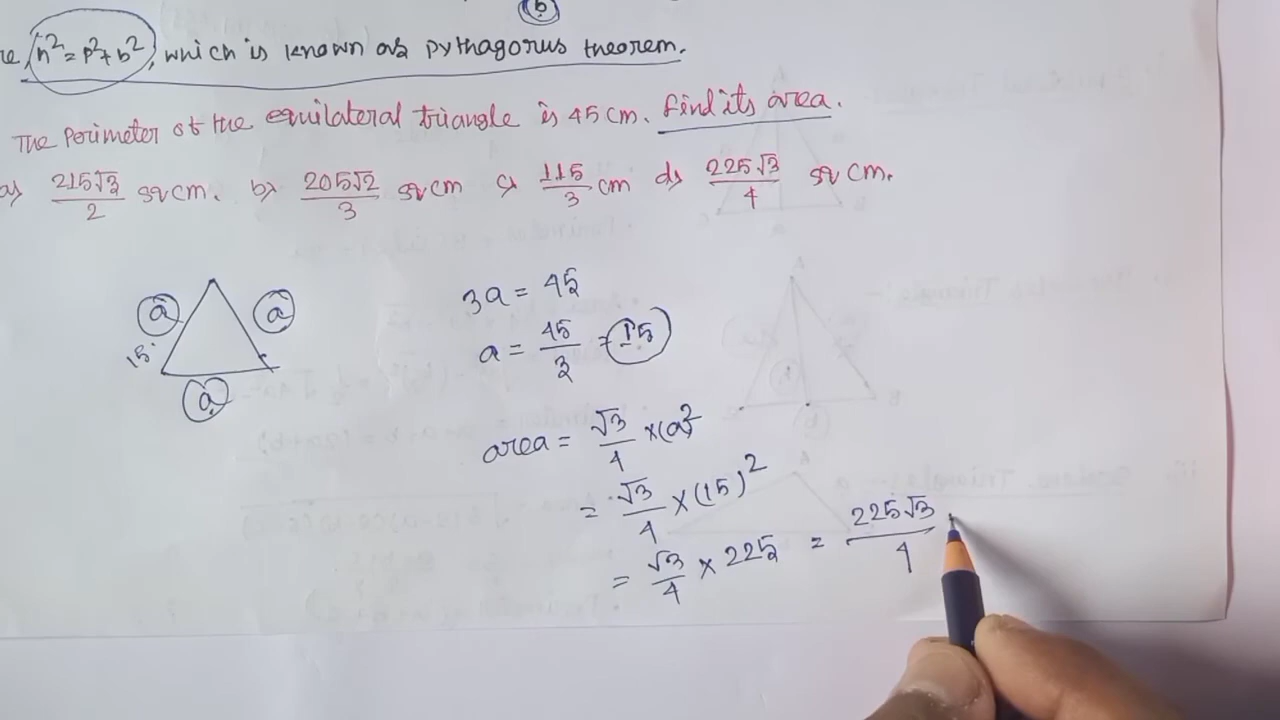 b
re, h² = p² + b², which is known as pythagorus theorem.
The Perimeter of the equilateral triangle is 45 cm. find its area.
a) 215√3/2 sq cm. b) 205√2/3 sq cm c) 115/3 cm d) 225√3/4 sq cm.
a a
15
a
3a = 45
a = 45/3 = 15
area = √3/4 × (a)²
= √3/4 × (15)²
= √3/4 × 225 = 225√3/4